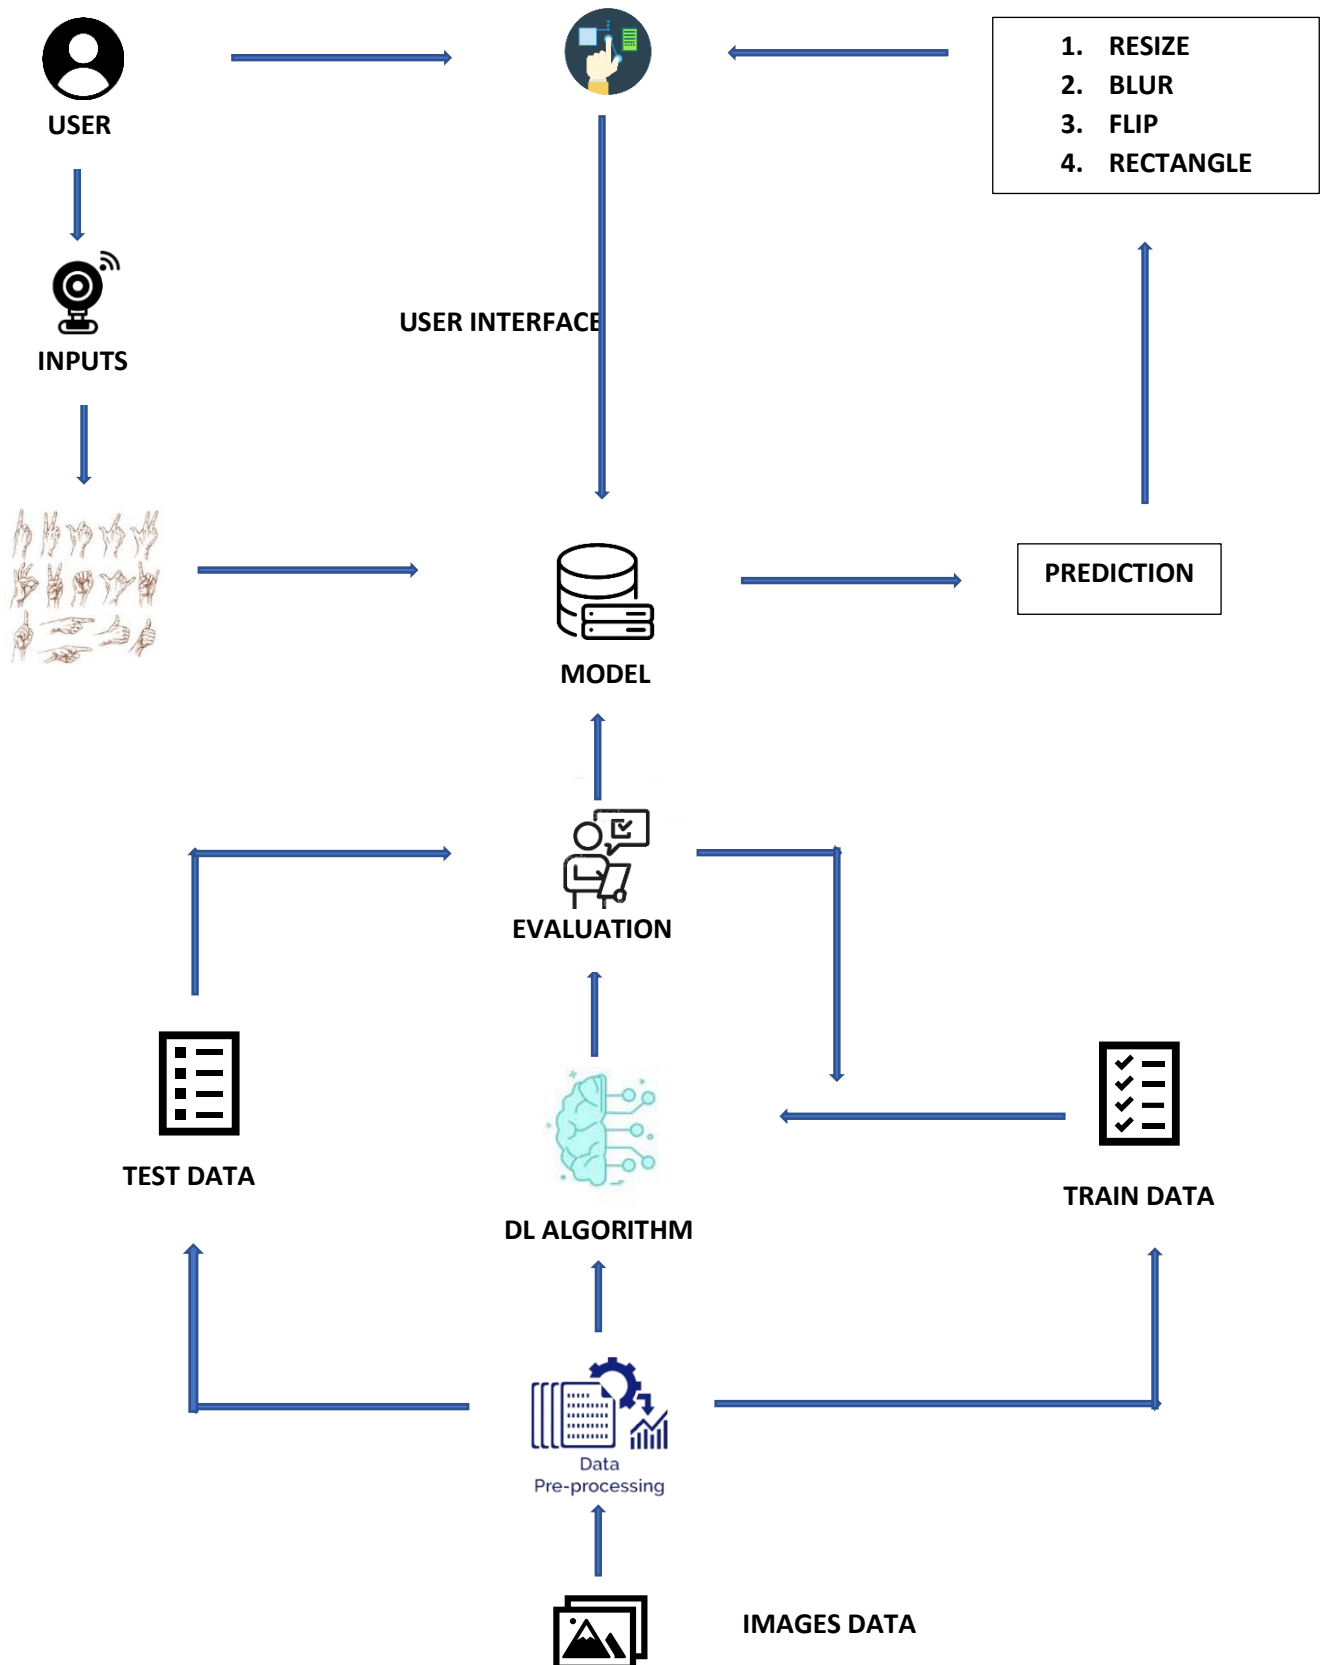 1. RESIZE
2. BLUR
3. FLIP
4. RECTANGLE
USER
USER INTERFACE
INPUTS
PREDICTION
MODEL
EVALUATION
TEST DATA
TRAIN DATA
DL ALGORITHM
Data
Pre-processing
IMAGES DATA